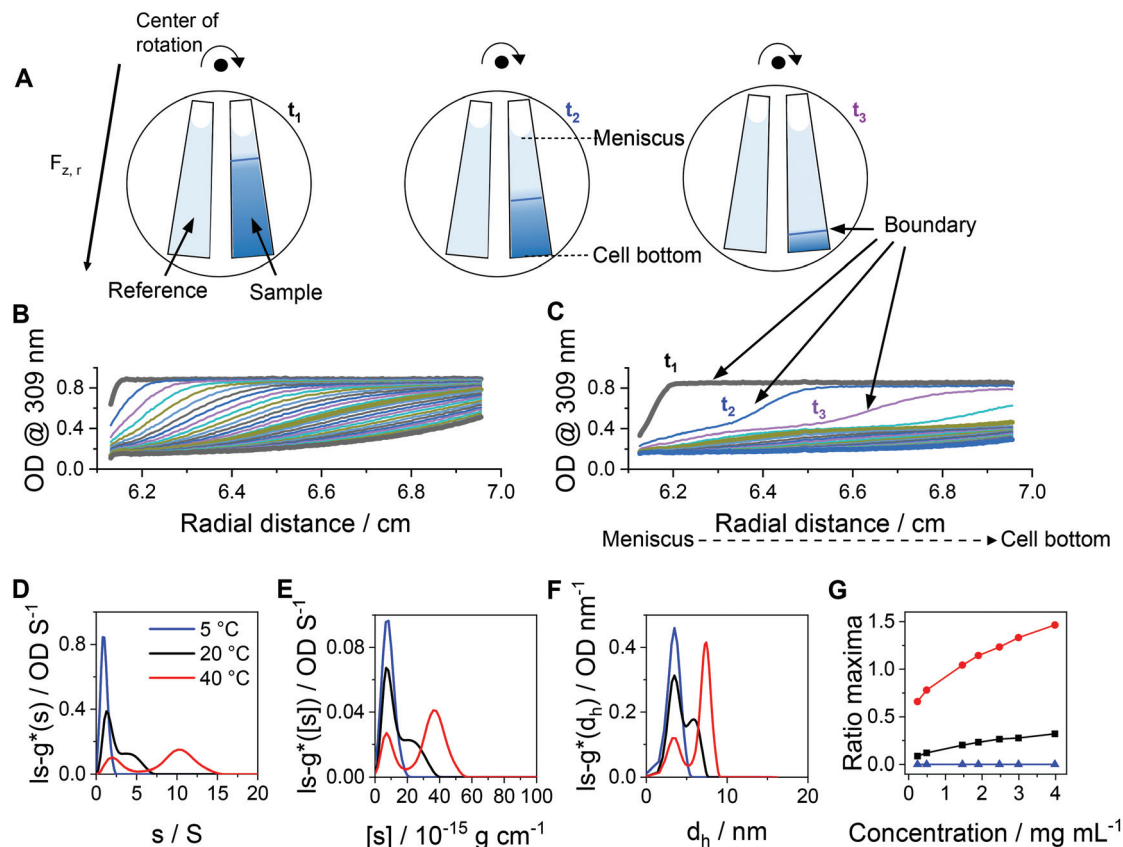 Center of
rotation
A
t1
t2
t3
Meniscus
Fz, r
Boundary
Cell bottom
Reference
Sample
B
OD @ 309 nm
0.8
0.4
0.0
6.2
6.4
6.6
6.8
7.0
Radial distance / cm
C
OD @ 309 nm
t1
t2
t3
0.8
0.4
0.0
6.2
6.4
6.6
6.8
7.0
Radial distance / cm
Meniscus
Cell bottom
D
ls-g*(s) / OD S⁻¹
0.8
0.4
0.0
5 °C
20 °C
40 °C
0
5
10
15
20
s / S
E
ls-g*([s]) / OD S⁻¹
0.08
0.04
0.00
0
20
40
60
80
100
[s] / 10⁻¹⁵ g cm⁻¹
F
ls-g*(dh) / OD nm⁻¹
0.4
0.2
0.0
0
10
20
dh / nm
G
Ratio maxima
1.5
1.0
0.5
0.0
0
1
2
3
4
Concentration / mg mL⁻¹